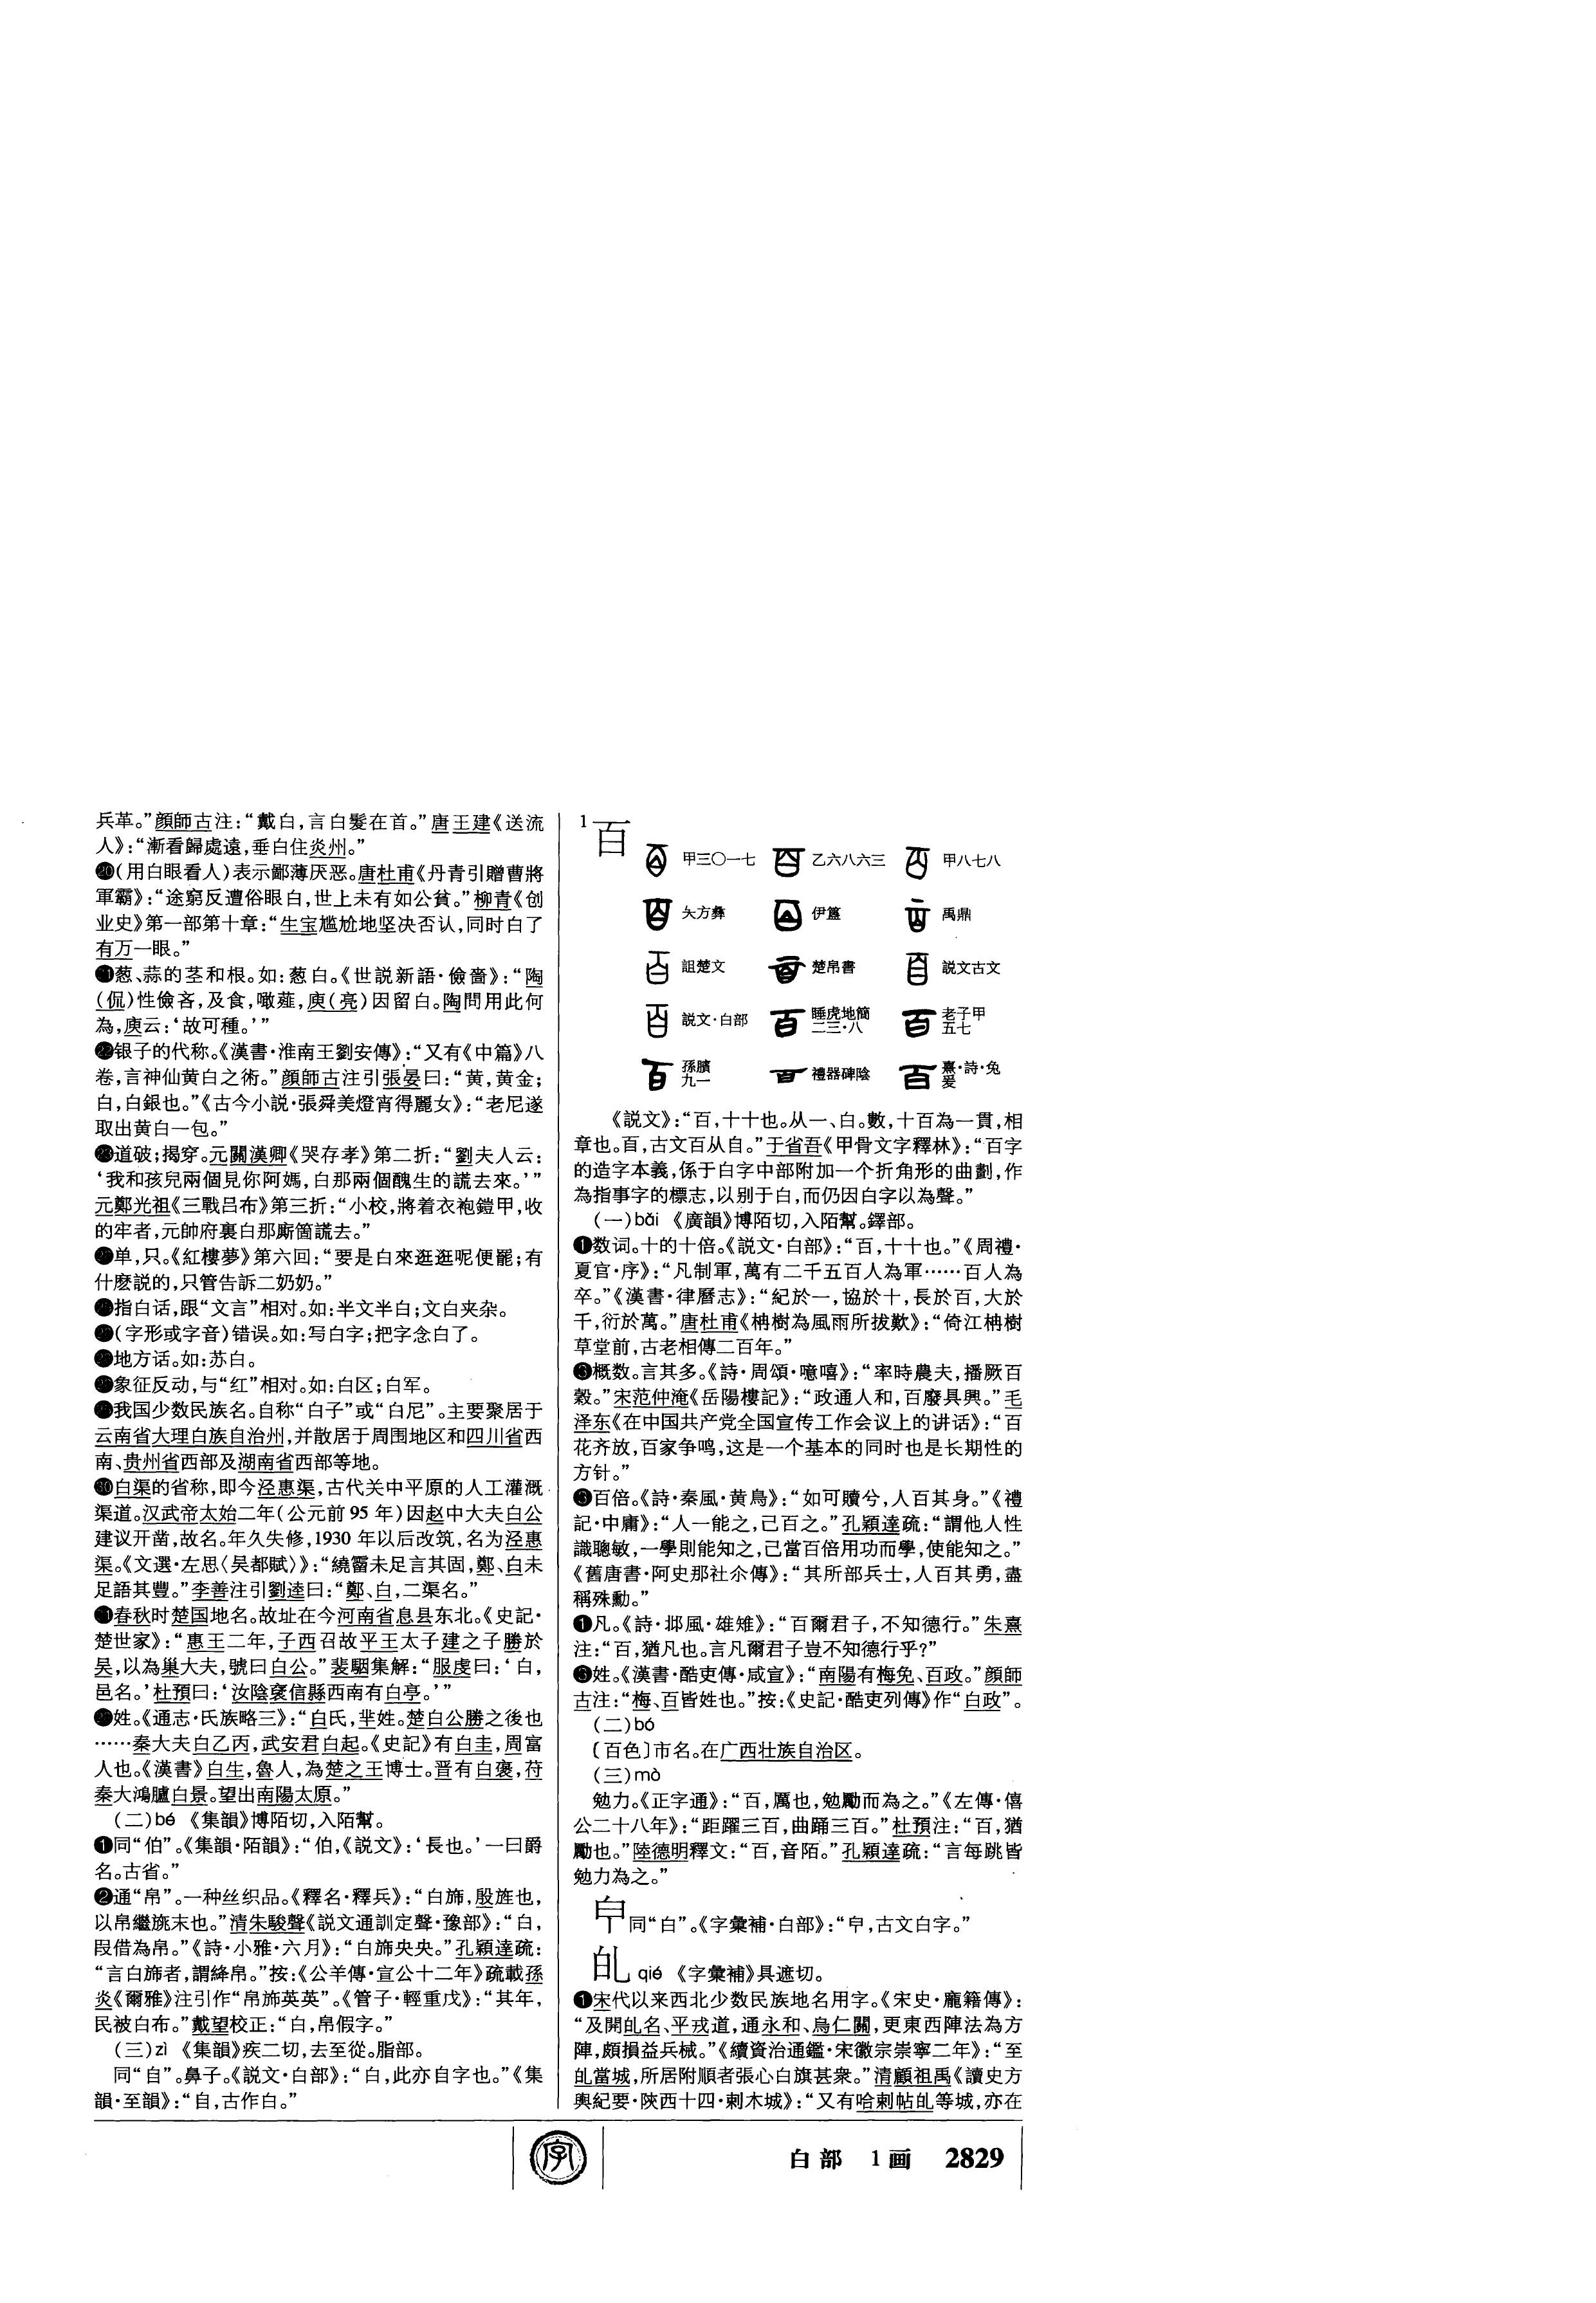 兵革。”顔師古注：“戴白，言白髮在首。”唐王建《送流
人》：“漸看歸處遠，垂白住炎州。”
⑳（用白眼看人）表示鄙薄厌恶。唐杜甫《丹青引贈曹將
軍霸》：“途窮反遭俗眼白，世上未有如公貧。”柳青《创
业史》第一部第十章：“生宝尴尬地坚决否认，同时白了
有万一眼。”
葱、蒜的茎和根。如：葱白。《世説新語·儉嗇》：“陶
（侃）性儉吝，及食，噉薤，庾（亮）因留白。陶問用此何
為，庾云：‘故可種。’”
㉒银子的代称。《漢書·淮南王劉安傳》：“又有《中篇》八
卷，言神仙黄白之術。”顔師古注引張晏曰：“黄，黄金；
白，白銀也。”《古今小説·張舜美燈宵得麗女》：“老尼遂
取出黄白一包。”
㉓道破；揭穿。元關漢卿《哭存孝》第二折：“劉夫人云：
‘我和孩兒兩個見你阿媽，白那兩個醜生的謊去來。’”
元鄭光祖《三戰吕布》第三折：“小校，將着衣袍鎧甲，收
的牢者，元帥府裏白那廝箇謊去。”
单，只。《紅樓夢》第六回：“要是白來逛逛呢便罷；有
什麽説的，只管告訴二奶奶。”
指白话，跟“文言”相对。如：半文半白；文白夹杂。
（字形或字音）错误。如：写白字；把字念白了。
地方话。如：苏白。
象征反动，与“红”相对。如：白区；白军。
我国少数民族名。自称“白子”或“白尼”。主要聚居于
云南省大理白族自治州，并散居于周围地区和四川省西
南、贵州省西部及湖南省西部等地。
㉚白渠的省称，即今泾惠渠，古代关中平原的人工灌溉
渠道。汉武帝太始二年（公元前95年）因赵中大夫白公
建议开凿，故名。年久失修，1930年以后改筑，名为泾惠
渠。《文選·左思〈吴都賦〉》：“繞霤未足言其固，鄭、白未
足語其豐。”李善注引劉逵曰：“鄭、白，二渠名。”
春秋时楚国地名。故址在今河南省息县东北。《史記·
楚世家》：“惠王二年，子西召故平王太子建之子勝於
吴，以為巢大夫，號曰白公。”裴駰集解：“服虔曰：‘白，
邑名。’杜預曰：‘汝陰褒信縣西南有白亭。’”
姓。《通志·氏族略三》：“白氏，芈姓。楚白公勝之後也
……秦大夫白乙丙，武安君白起。《史記》有白圭，周富
人也。《漢書》白生，魯人，為楚之王博士。晋有白褒，苻
秦大鴻臚白景。望出南陽太原。”
（二）bó 《集韻》博陌切，入陌幫。
❶同“伯”。《集韻·陌韻》：“伯，《説文》：‘長也。’一曰爵
名。古省。”
❷通“帛”。一种丝织品。《釋名·釋兵》：“白旆，殷旌也，
以帛繼旐末也。”清朱駿聲《説文通訓定聲·豫部》：“白，
叚借為帛。”《詩·小雅·六月》：“白旆央央。”孔穎達疏：
“言白旆者，謂絳帛。”按：《公羊傳·宣公十二年》疏載孫
炎《爾雅》注引作“帛旆英英”。《管子·輕重戊》：“其年，
民被白布。”戴望校正：“白，帛假字。”
（三）zì 《集韻》疾二切，去至從。脂部。
同“自”。鼻子。《説文·白部》：“白，此亦自字也。”《集
韻·至韻》：“自，古作白。”
1百
甲三〇一七 乙六八六三 甲八七八
矢方彝 伊簋 禹鼎
詛楚文 楚帛書 説文古文
説文·白部 睡虎地簡二三·八 老子甲五七
孫臏九一 禮器碑陰 熹·詩·兔爰
《説文》：“百，十十也。从一、白。數，十百為一貫，相
章也。百，古文百从自。”于省吾《甲骨文字釋林》：“百字
的造字本義，係于白字中部附加一个折角形的曲劃，作
為指事字的標志，以别于白，而仍因白字以為聲。”
（一）bǎi 《廣韻》博陌切，入陌幫。鐸部。
❶数词。十的十倍。《説文·白部》：“百，十十也。”《周禮·
夏官·序》：“凡制軍，萬有二千五百人為軍……百人為
卒。”《漢書·律曆志》：“紀於一，協於十，長於百，大於
千，衍於萬。”唐杜甫《枏樹為風雨所拔歎》：“倚江枏樹
草堂前，古老相傳二百年。”
概数。言其多。《詩·周頌·噫嘻》：“率時農夫，播厥百
穀。”宋范仲淹《岳陽樓記》：“政通人和，百廢具興。”毛
泽东《在中国共产党全国宣传工作会议上的讲话》：“百
花齐放，百家争鸣，这是一个基本的同时也是长期性的
方针。”
❸百倍。《詩·秦風·黄鳥》：“如可贖兮，人百其身。”《禮
記·中庸》：“人一能之，己百之。”孔穎達疏：“謂他人性
識聰敏，一學則能知之，己當百倍用功而學，使能知之。”
《舊唐書·阿史那社尒傳》：“其所部兵士，人百其勇，盡
稱殊勳。”
凡。《詩·邶風·雄雉》：“百爾君子，不知德行。”朱熹
注：“百，猶凡也。言凡爾君子豈不知德行乎？”
姓。《漢書·酷吏傳·咸宣》：“南陽有梅免、百政。”顔師
古注：“梅、百皆姓也。”按：《史記·酷吏列傳》作“白政”。
（二）bó
〔百色〕市名。在广西壮族自治区。
（三）mò
勉力。《正字通》：“百，厲也，勉勵而為之。”《左傳·僖
公二十八年》：“距躍三百，曲踊三百。”杜預注：“百，猶
勵也。”陸德明釋文：“百，音陌。”孔穎達疏：“言每跳皆
勉力為之。”
㿝同“白”。《字彙補·白部》：“㿝，古文白字。”
癿 qié 《字彙補》具遮切。
❶宋代以来西北少数民族地名用字。《宋史·龐籍傳》：
“及開癿名、平戎道，通永和、烏仁關，更東西陣法為方
陣，頗損益兵械。”《續資治通鑑·宋徽宗崇寧二年》：“至
癿當城，所居附順者張心白旗甚衆。”清顧祖禹《讀史方
輿紀要·陝西十四·剌木城》：“又有哈剌帖癿等城，亦在
字
白部 1画 2829